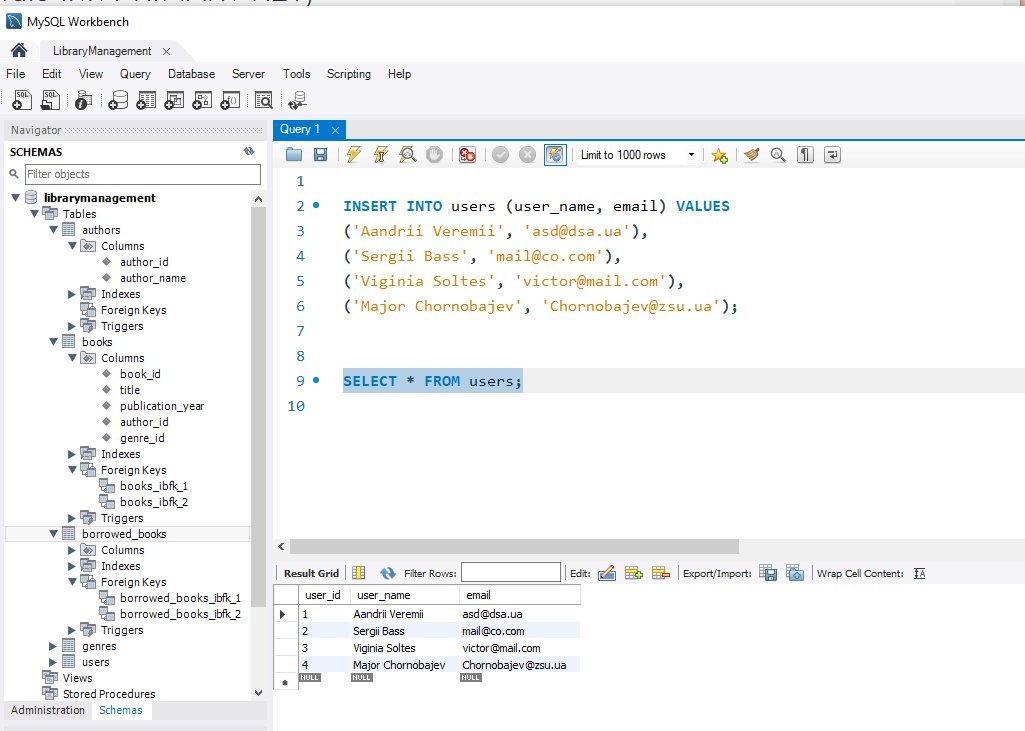 MySQL Workbench
LibraryManagement
File Edit View Query Database Server Tools Scripting Help
Navigator
SCHEMAS
Filter objects
librarymanagement
Tables
authors
Columns
author_id
author_name
Indexes
Foreign Keys
Triggers
books
Columns
book_id
title
publication_year
author_id
genre_id
Indexes
Foreign Keys
books_ibfk_1
books_ibfk_2
Triggers
borrowed_books
Columns
Indexes
Foreign Keys
borrowed_books_ibfk_1
borrowed_books_ibfk_2
Triggers
genres
users
Views
Stored Procedures
Administration Schemas
Query 1
Limit to 1000 rows
1
2 INSERT INTO users (user_name, email) VALUES
3 ('Aandrii Veremii', 'asd@dsa.ua'),
4 ('Sergii Bass', 'mail@co.com'),
5 ('Viginia Soltes', 'victor@mail.com'),
6 ('Major Chornobajev', 'Chornobajev@zsu.ua');
7
8
9 SELECT * FROM users;
10
Result Grid Filter Rows: Edit: Export/Import: Wrap Cell Content:
user_id user_name email
1 Aandrii Veremii asd@dsa.ua
2 Sergii Bass mail@co.com
3 Viginia Soltes victor@mail.com
4 Major Chornobajev Chornobajev@zsu.ua
NULL NULL NULL